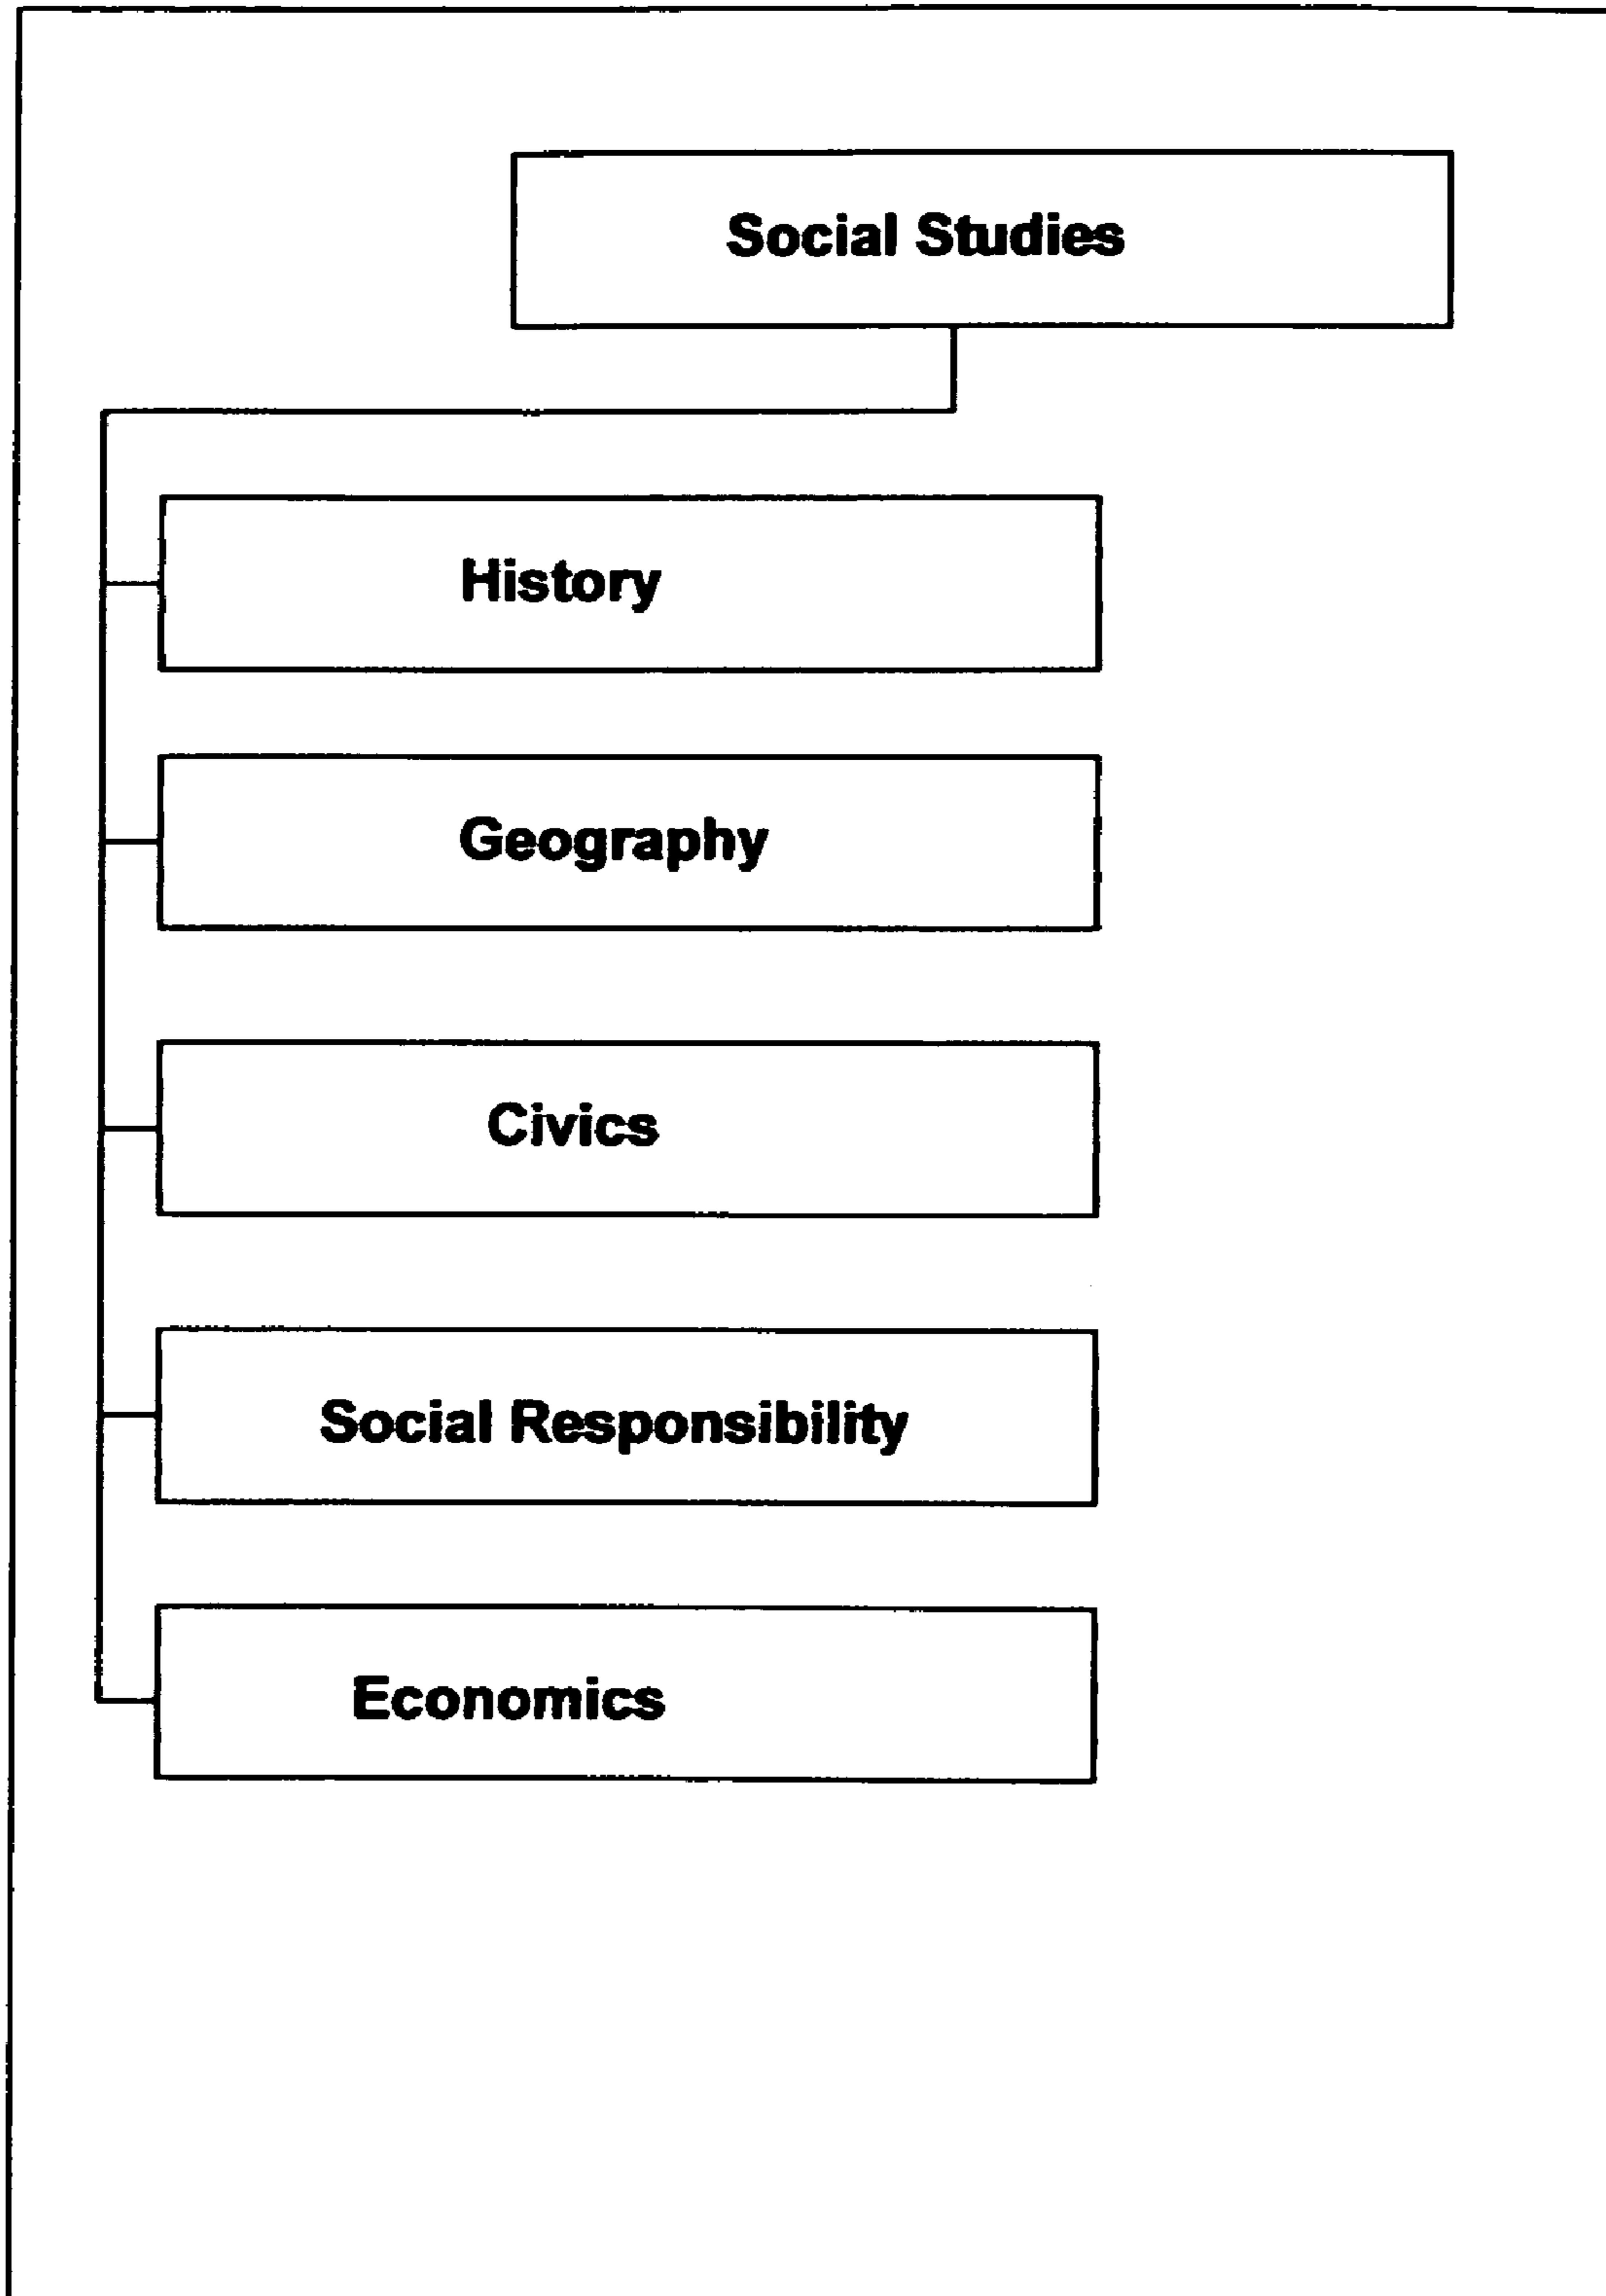 Social Studies
History
Geography
Civics
Social Responsibility
Economics